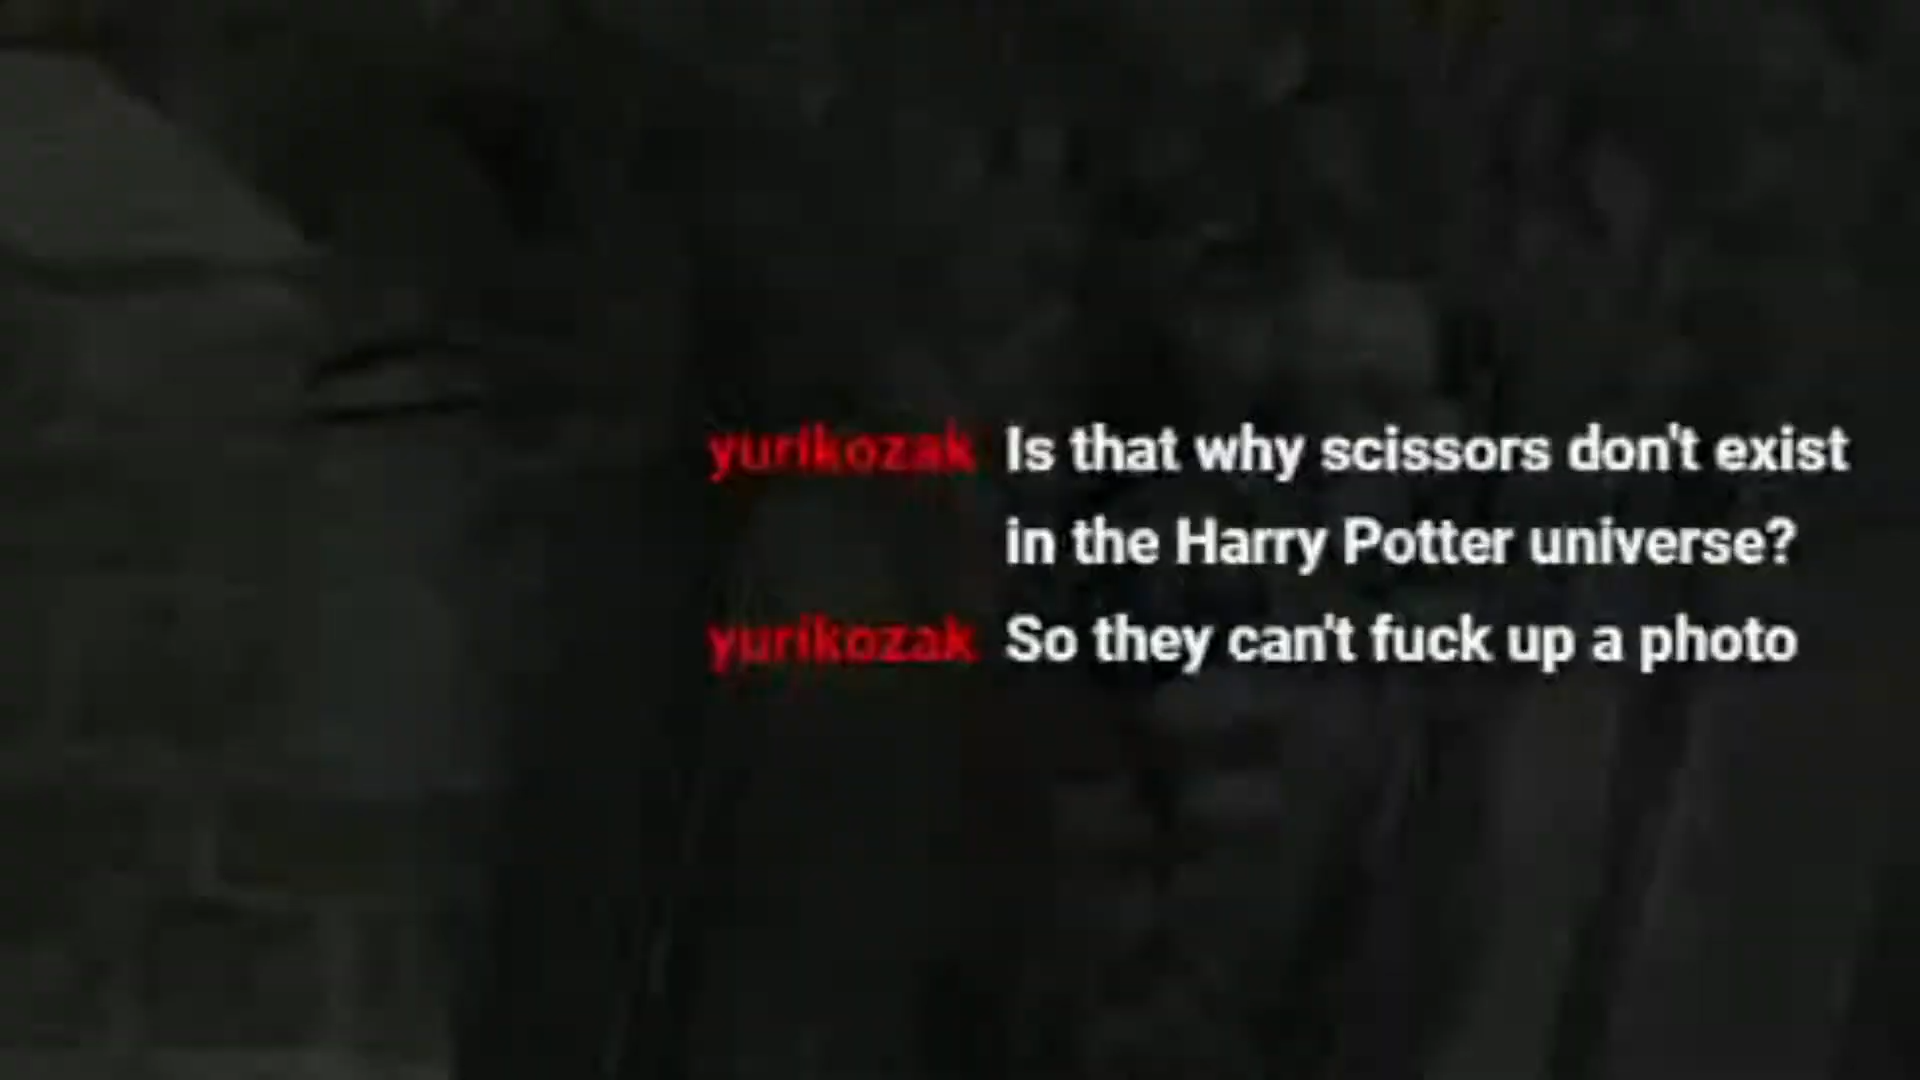 yurikozak Is that why scissors don't exist
in the Harry Potter universe?
yurikozak So they can't fuck up a photo